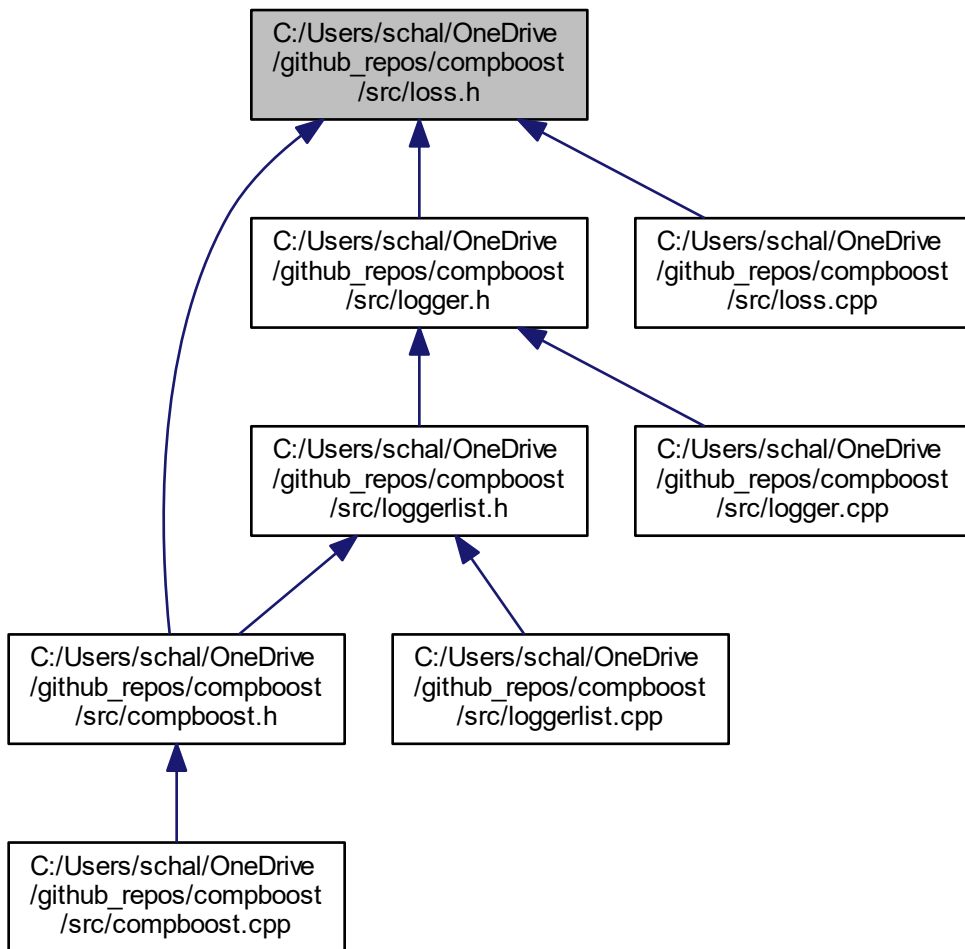 C:/Users/schal/OneDrive
/github_repos/compboost
/src/loss.h
C:/Users/schal/OneDrive
/github_repos/compboost
/src/logger.h
C:/Users/schal/OneDrive
/github_repos/compboost
/src/loss.cpp
C:/Users/schal/OneDrive
/github_repos/compboost
/src/loggerlist.h
C:/Users/schal/OneDrive
/github_repos/compboost
/src/logger.cpp
C:/Users/schal/OneDrive
/github_repos/compboost
/src/compboost.h
C:/Users/schal/OneDrive
/github_repos/compboost
/src/loggerlist.cpp
C:/Users/schal/OneDrive
/github_repos/compboost
/src/compboost.cpp